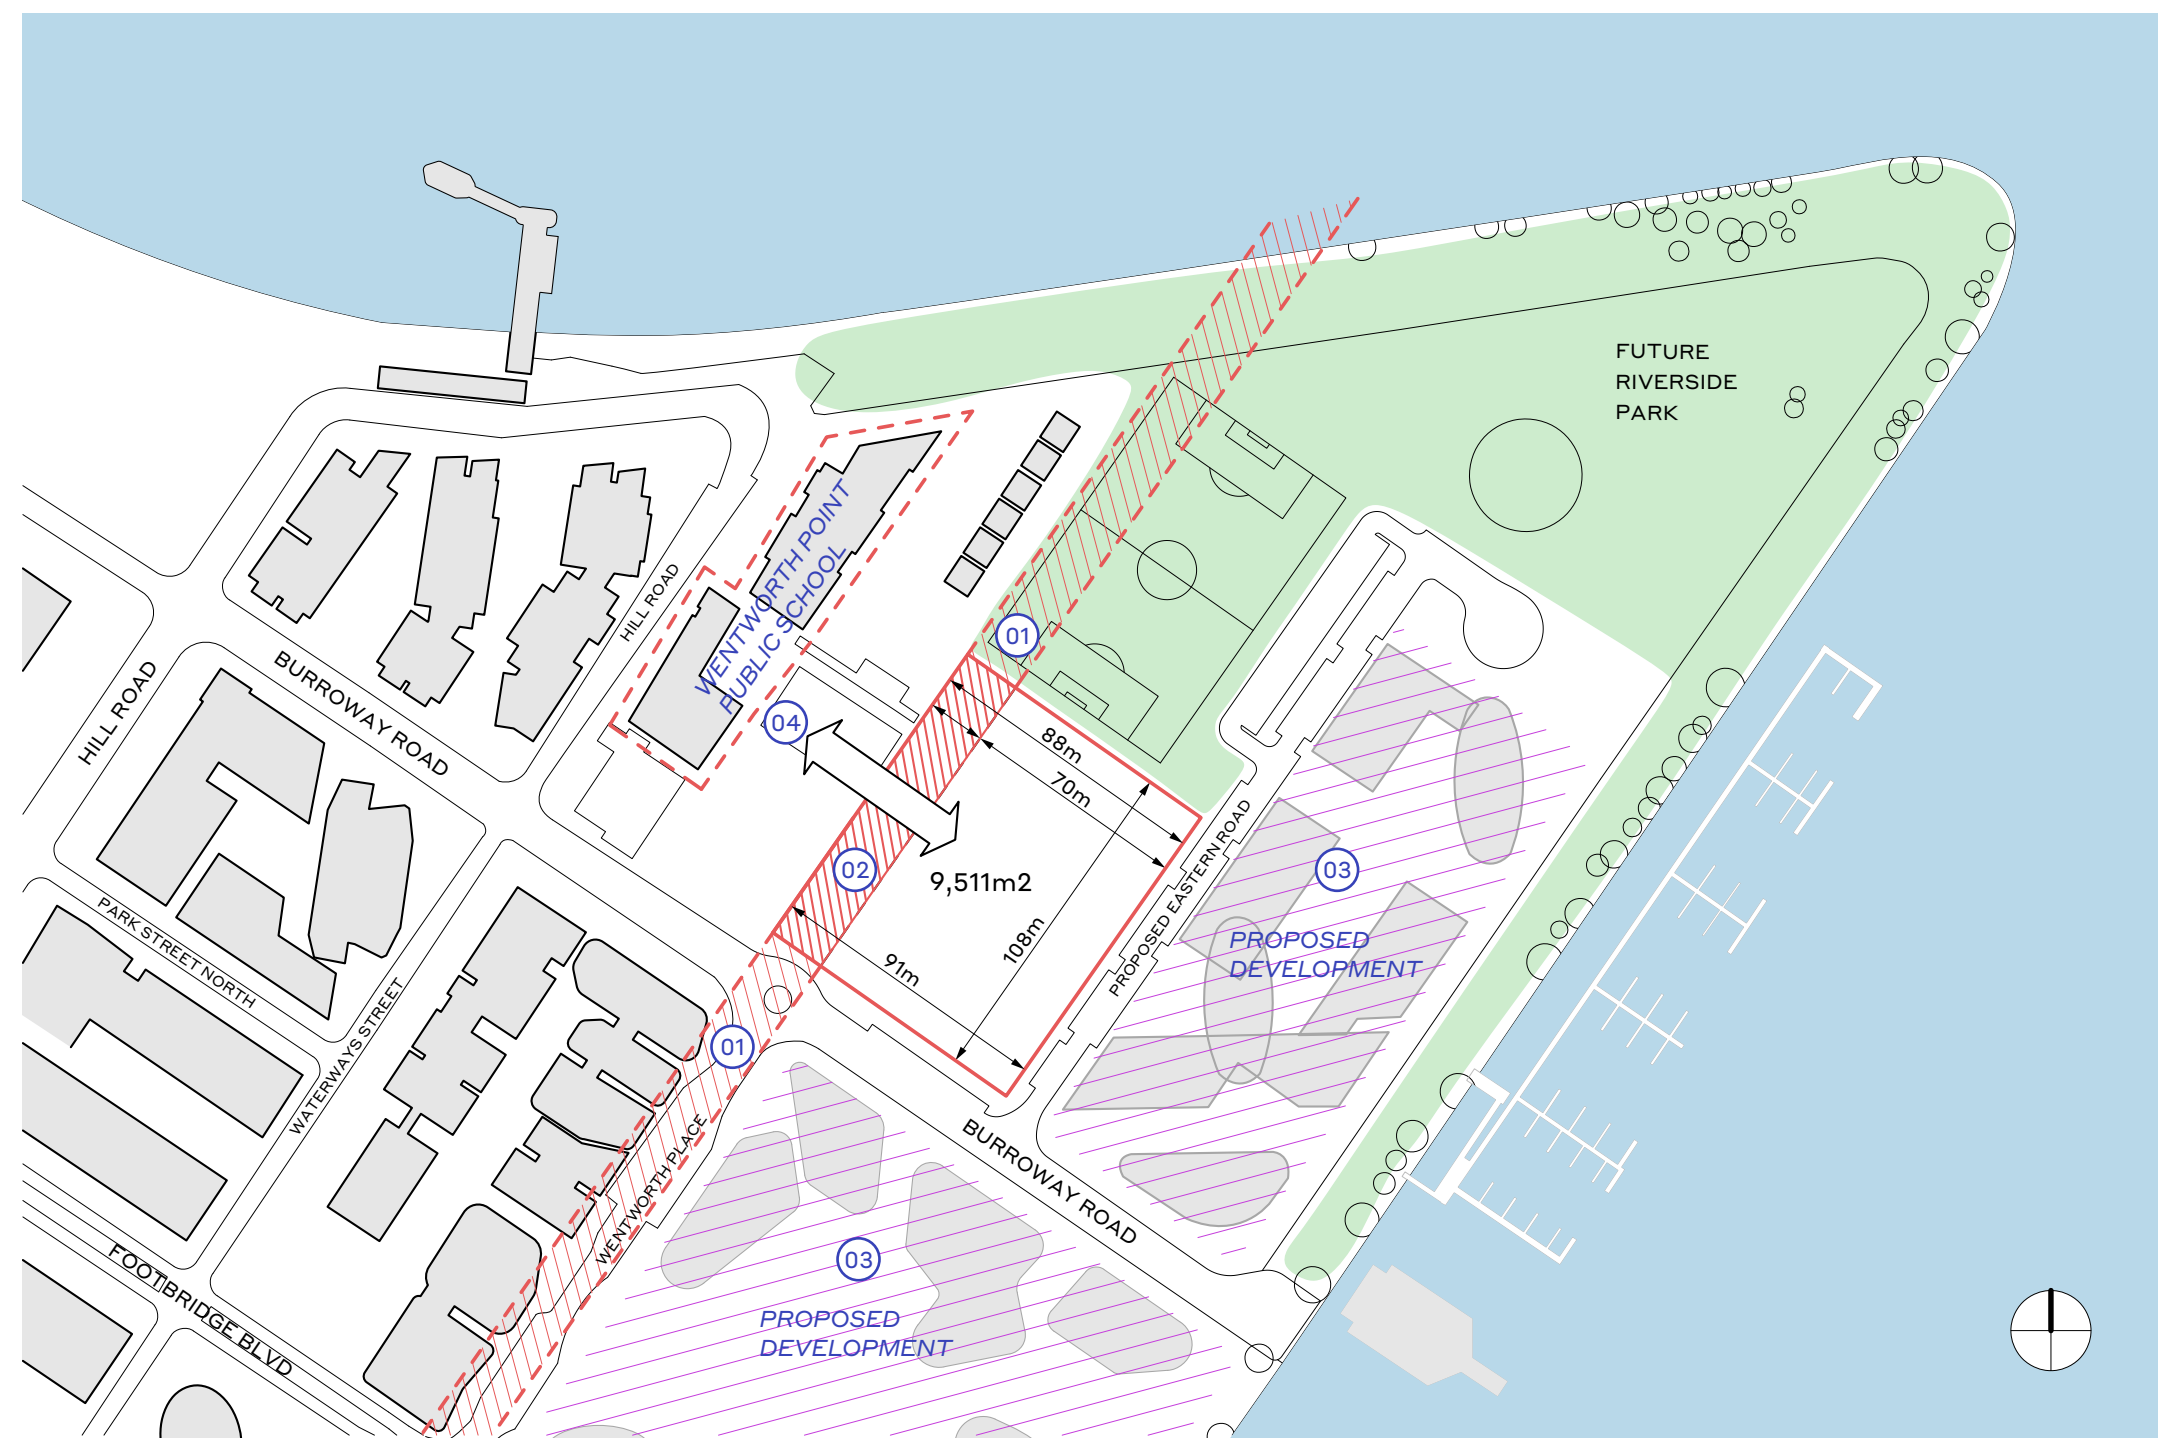 FUTURE
RIVERSIDE
PARK
WENTWORTH POINT
PUBLIC SCHOOL
HILL ROAD
01
BURROWAY ROAD
HILL ROAD
04
88m
70m
02
9,511m2
108m
91m
PROPOSED EASTERN ROAD
03
PROPOSED
DEVELOPMENT
PARK STREET NORTH
WATERWAYS STREET
01
WENTWORTH PLACE
BURROWAY ROAD
FOOTBRIDGE BLVD
03
PROPOSED
DEVELOPMENT